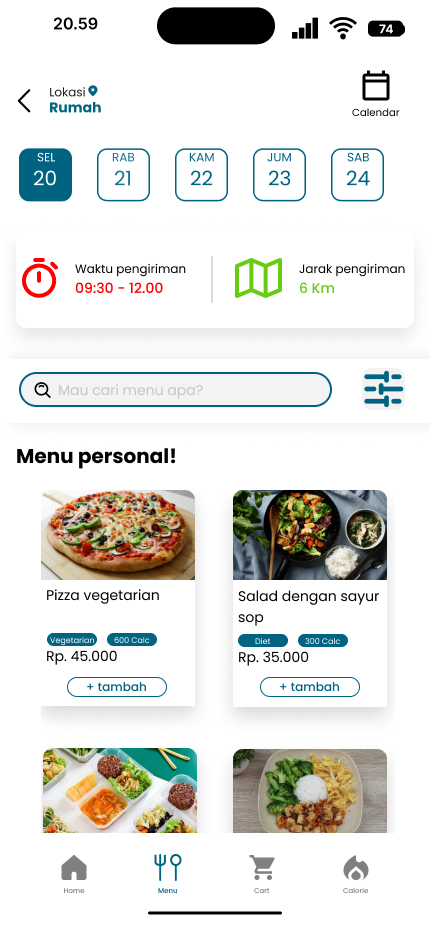 20.59
74
Lokasi
Rumah
Calendar
SEL
20
RAB
21
KAM
22
JUM
23
SAB
24
Waktu pengiriman
09:30 - 12.00
Jarak pengiriman
6 Km
Mau cari menu apa?
Menu personal!
Pizza vegetarian
Vegetarian 600 Calc
Rp. 45.000
+ tambah
Salad dengan sayur
sop
Diet 300 Calc
Rp. 35.000
+ tambah
Home Menu Cart Calorie